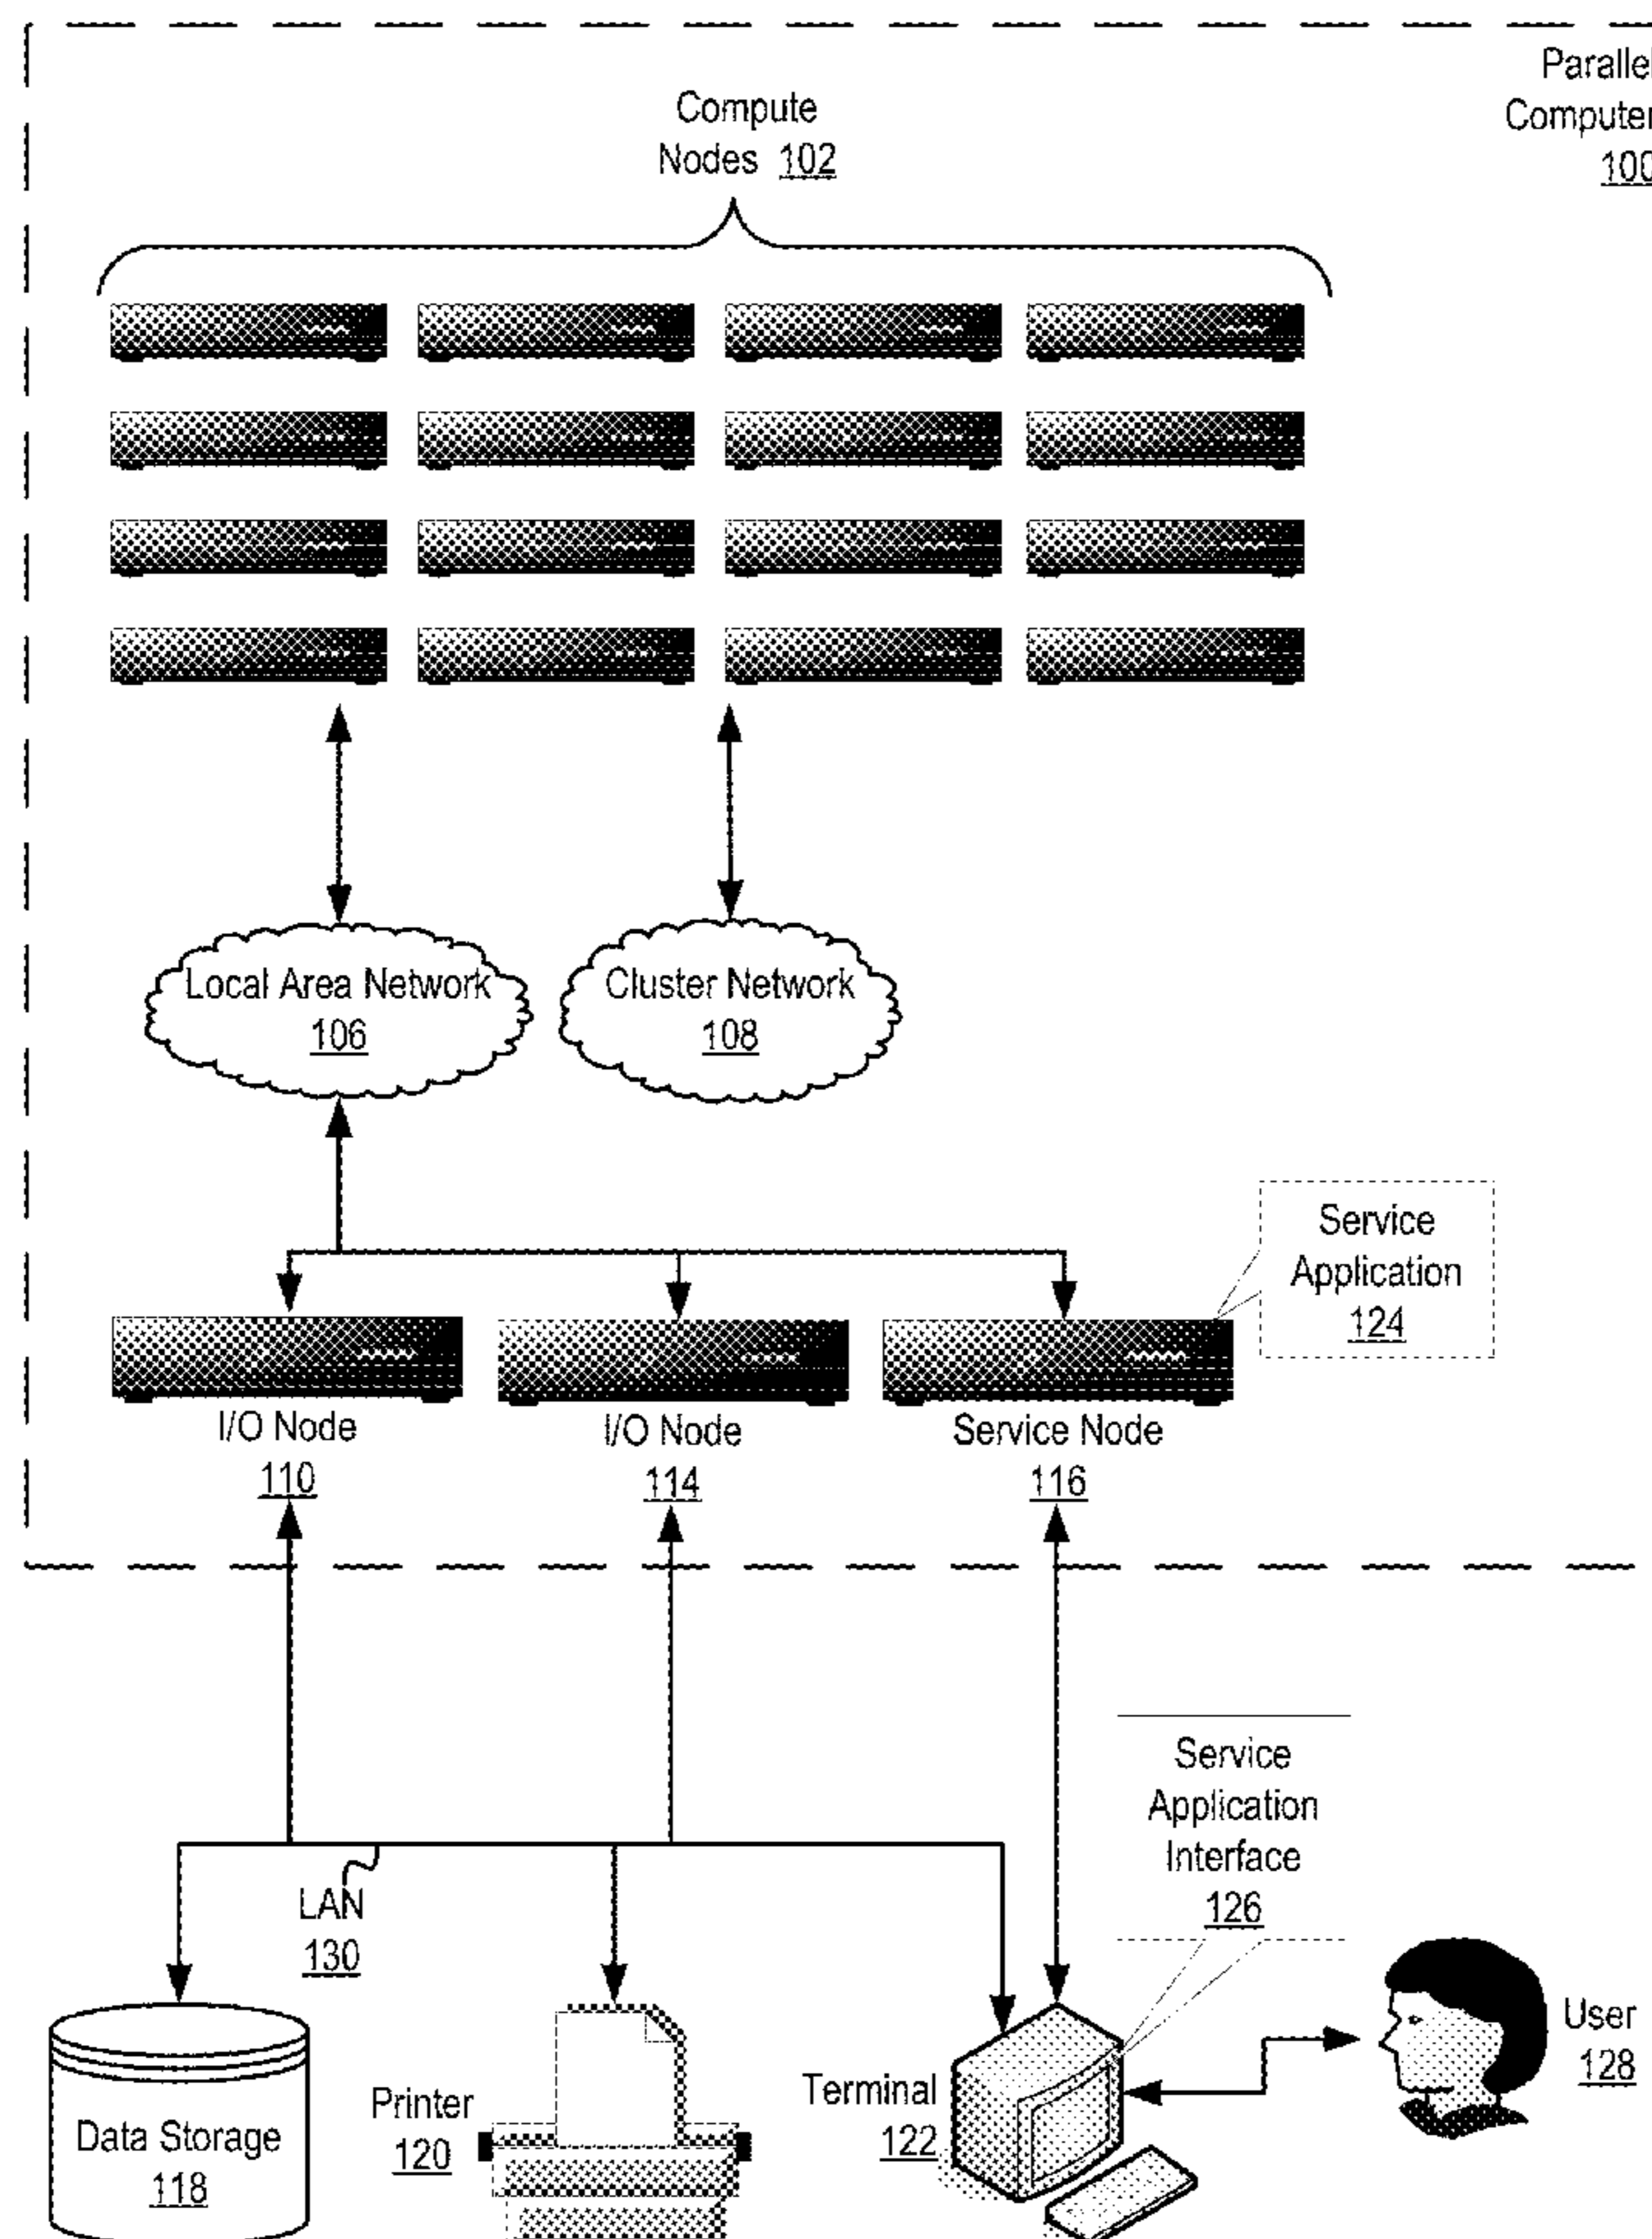 Parallel
Computer
100
Compute
Nodes 102
Local Area Network
106
Cluster Network
108
Service
Application
124
I/O Node
110
I/O Node
114
Service Node
116
Service
Application
Interface
126
LAN
130
User
128
Terminal
122
Printer
120
Data Storage
118